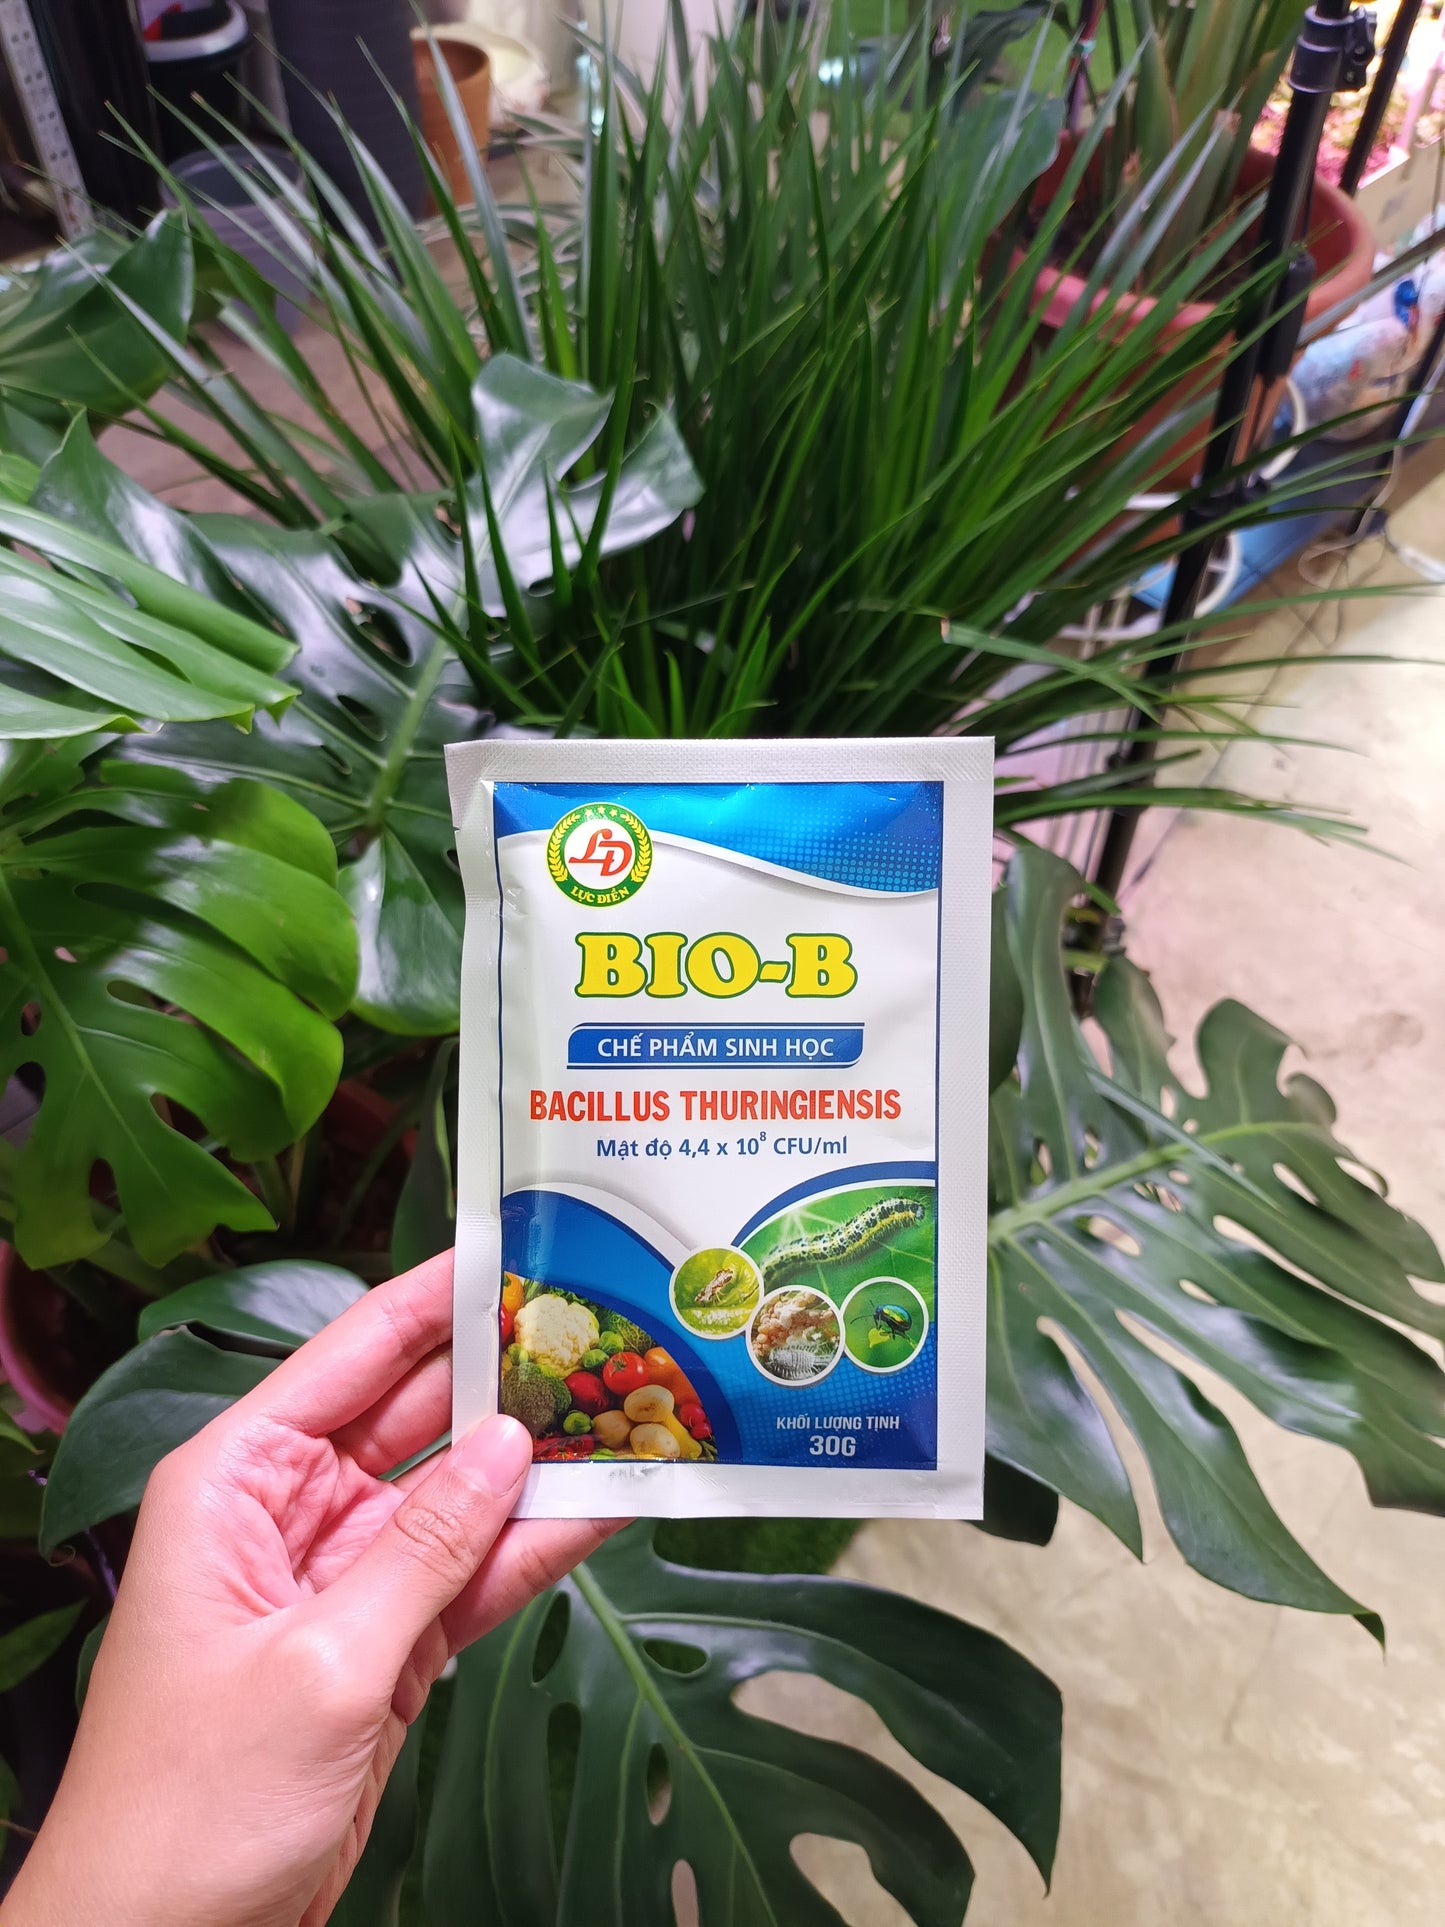 LD
LỰC ĐIỀN
BIO-B
CHẾ PHẨM SINH HỌC
BACILLUS THURINGIENSIS
Mật độ 4,4 x 10⁸ CFU/ml
KHỐI LƯỢNG TỊNH
30G